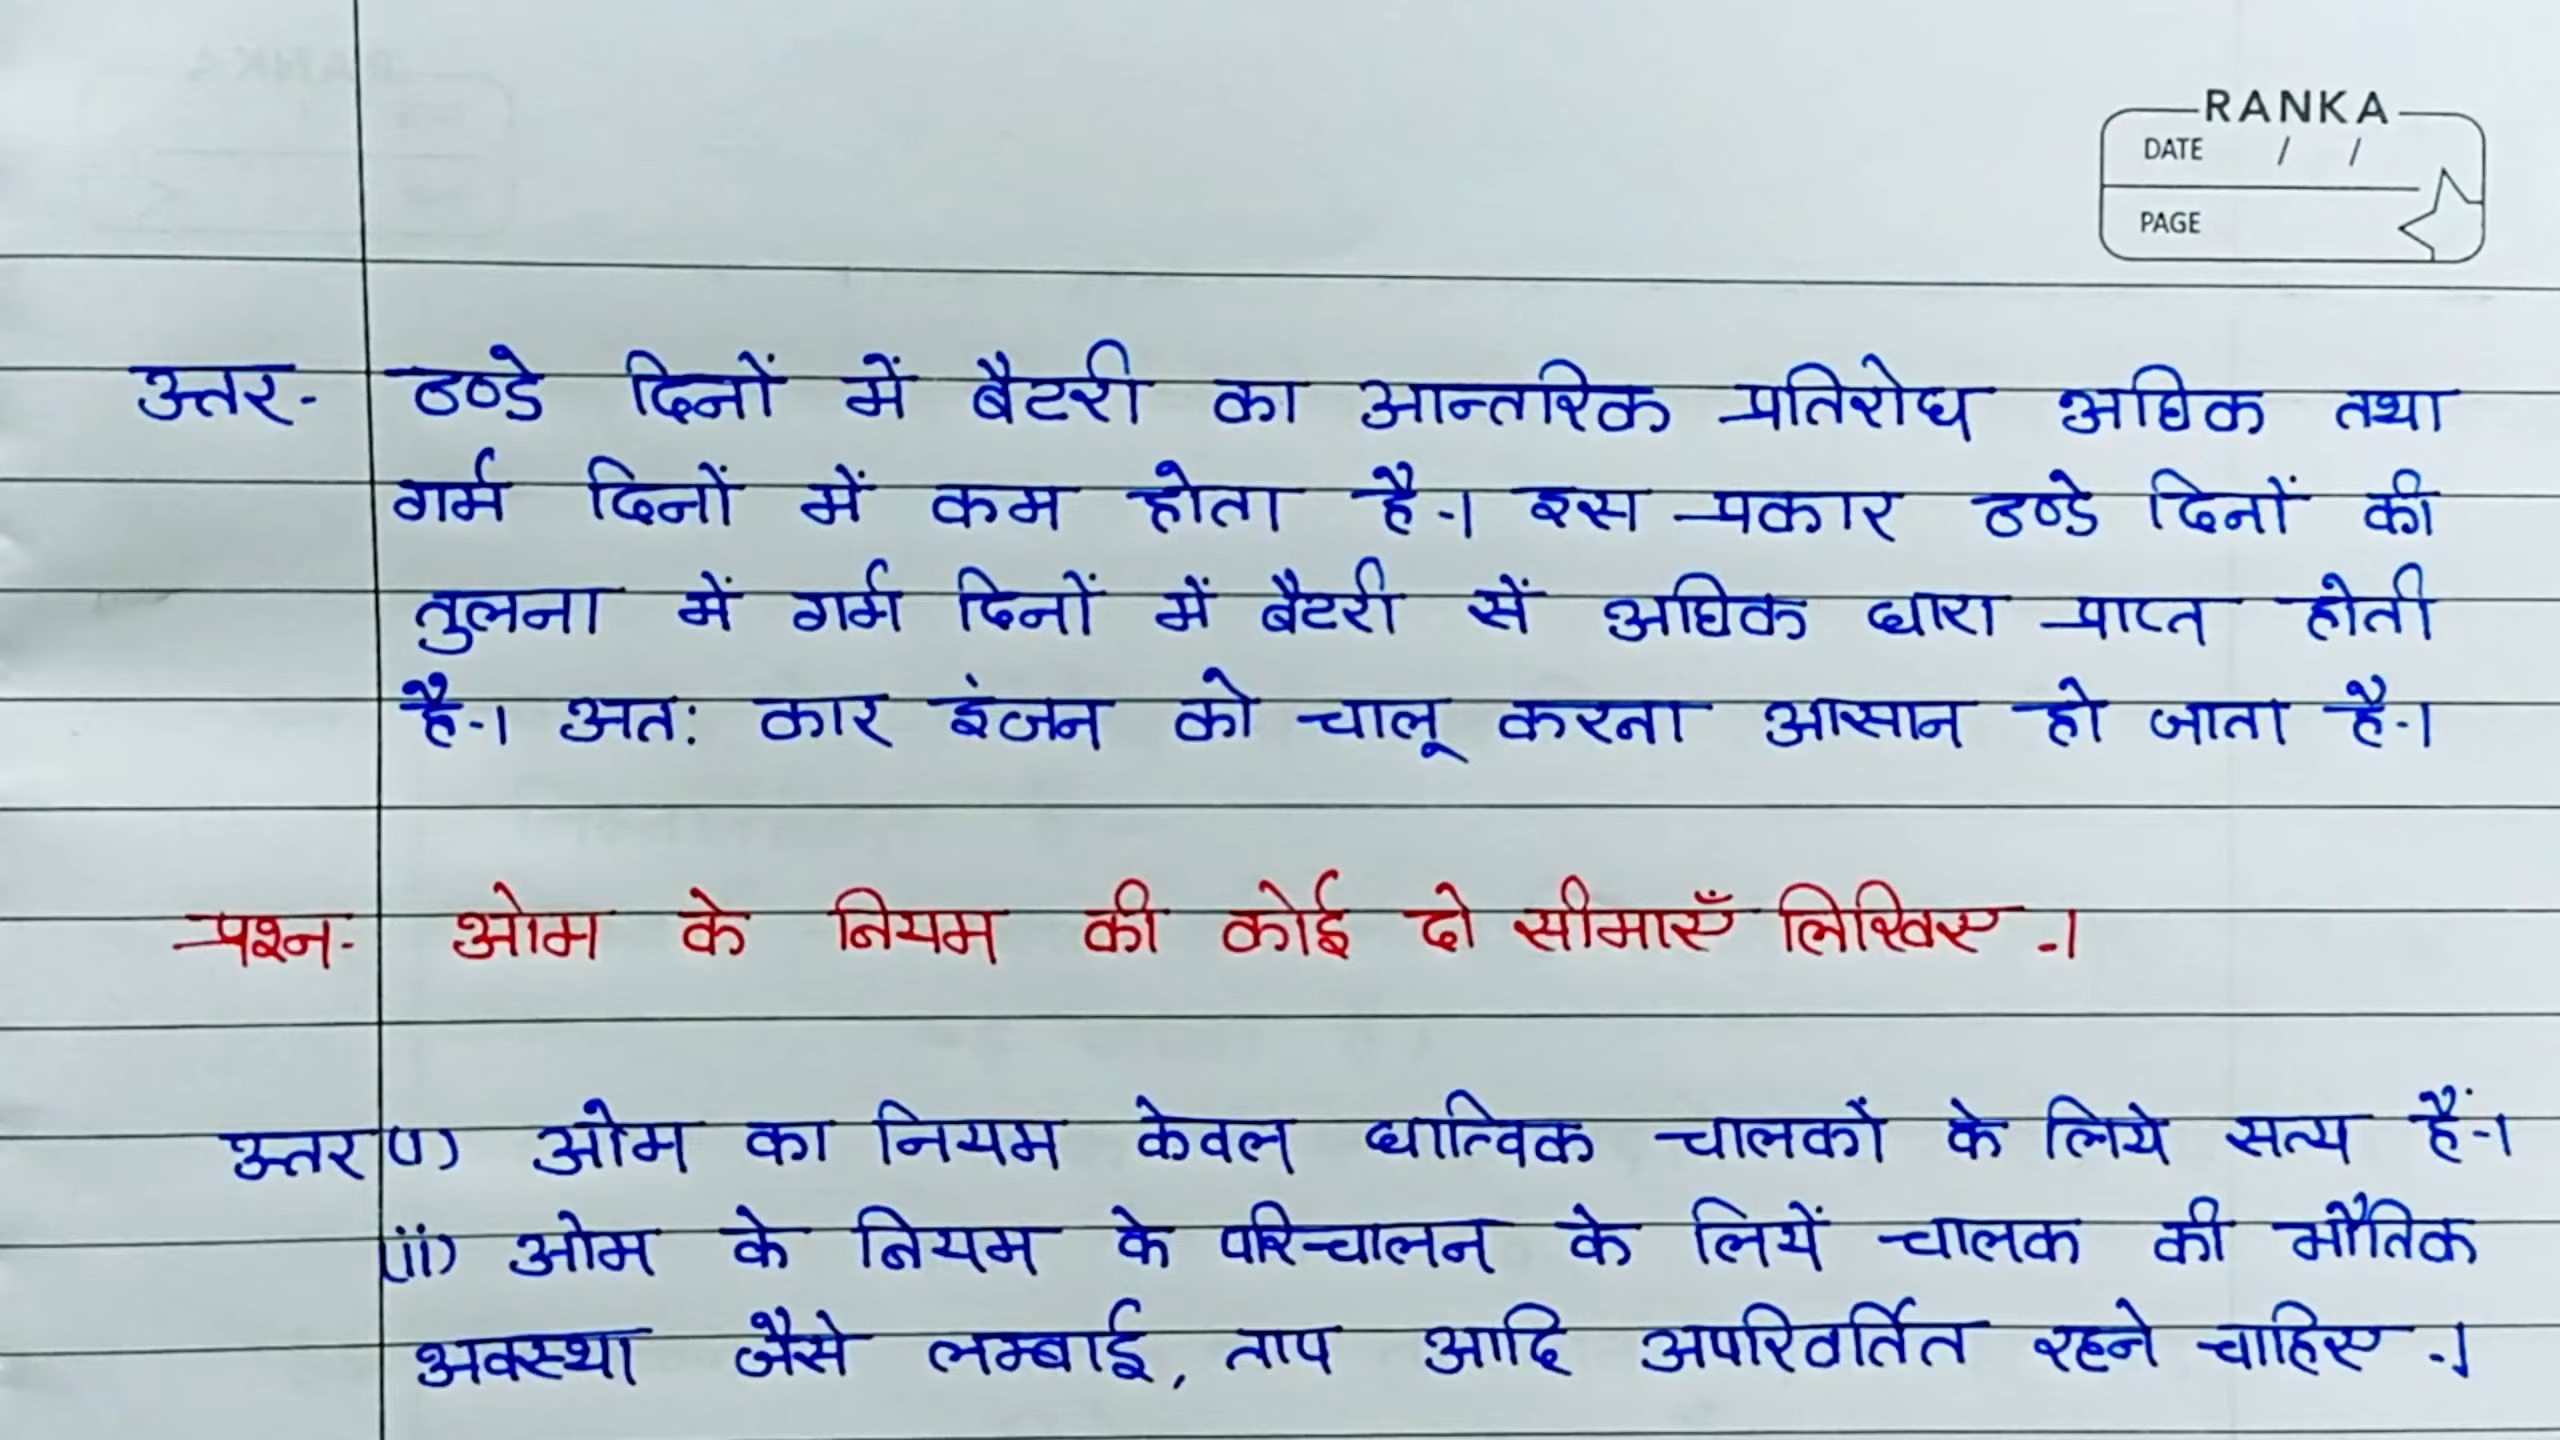 RANKA
DATE / /
PAGE
उत्तर- ठण्डे दिनों में बैटरी का आन्तरिक प्रतिरोध अधिक तथा
गर्म दिनों में कम होता है। इस प्रकार ठण्डे दिनों की
तुलना में गर्म दिनों में बैटरी सें अधिक धारा प्राप्त होती
है। अत: कार इंजन को चालू करना आसान हो जाता है।
प्रश्न- ओम के नियम की कोई दो सीमाएँ लिखिए ।
उत्तर (i) ओम का नियम केवल धात्विक चालकों के लिये सत्य हैं।
(ii) ओम के नियम के परिचालन के लियें चालक की भौतिक
अवस्था जैसे लम्बाई, ताप आदि अपरिवर्तित रहने चाहिए ।